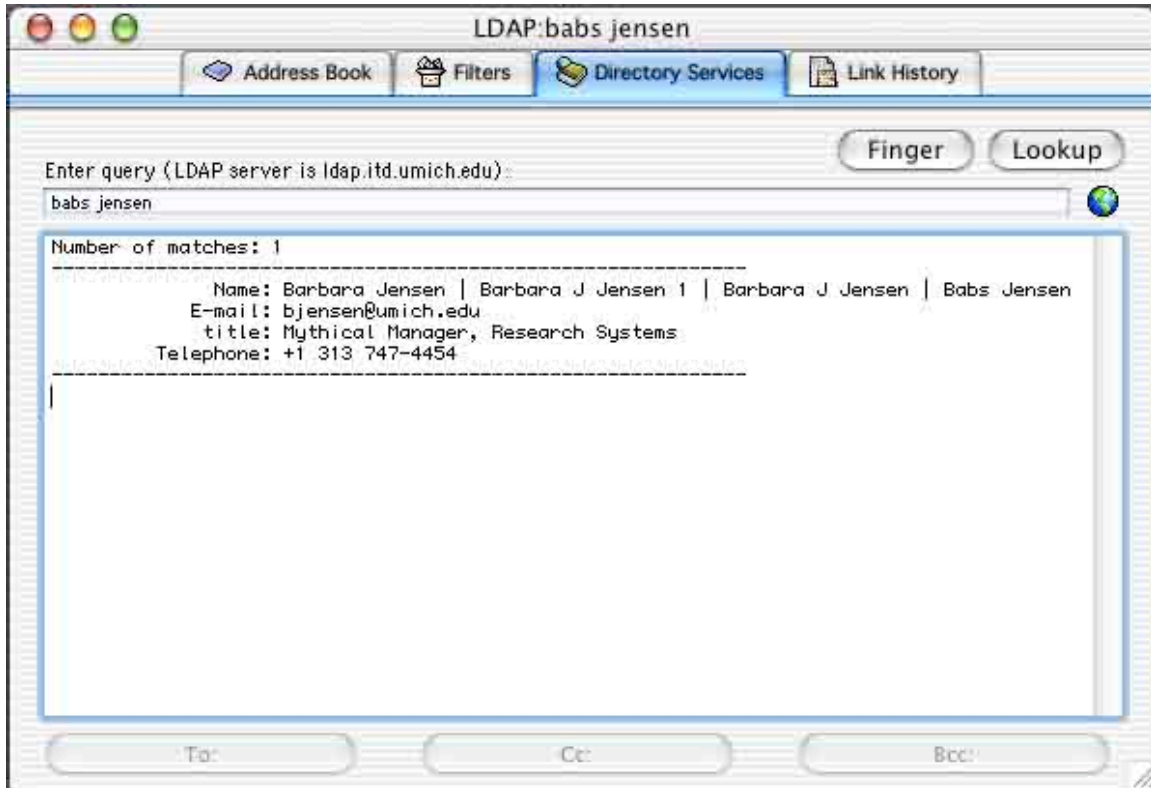 LDAP:babs jensen
Address Book
Filters
Directory Services
Link History
Finger
Lookup
Enter query (LDAP server is ldap.itd.umich.edu):
babs jensen
Number of matches: 1
------------------------------------------------------------
Name: Barbara Jensen | Barbara J Jensen 1 | Barbara J Jensen | Babs Jensen
E-mail: bjensen@umich.edu
title: Mythical Manager, Research Systems
Telephone: +1 313 747-4454
------------------------------------------------------------
To:
Cc:
Bcc: